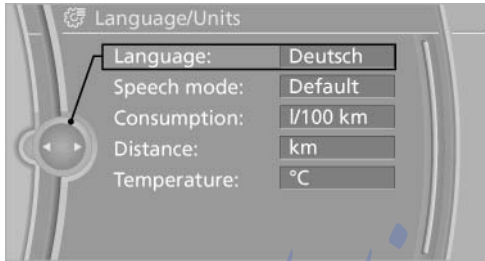 Language/Units
Language: Deutsch
Speech mode: Default
Consumption: l/100 km
Distance: km
Temperature: °C